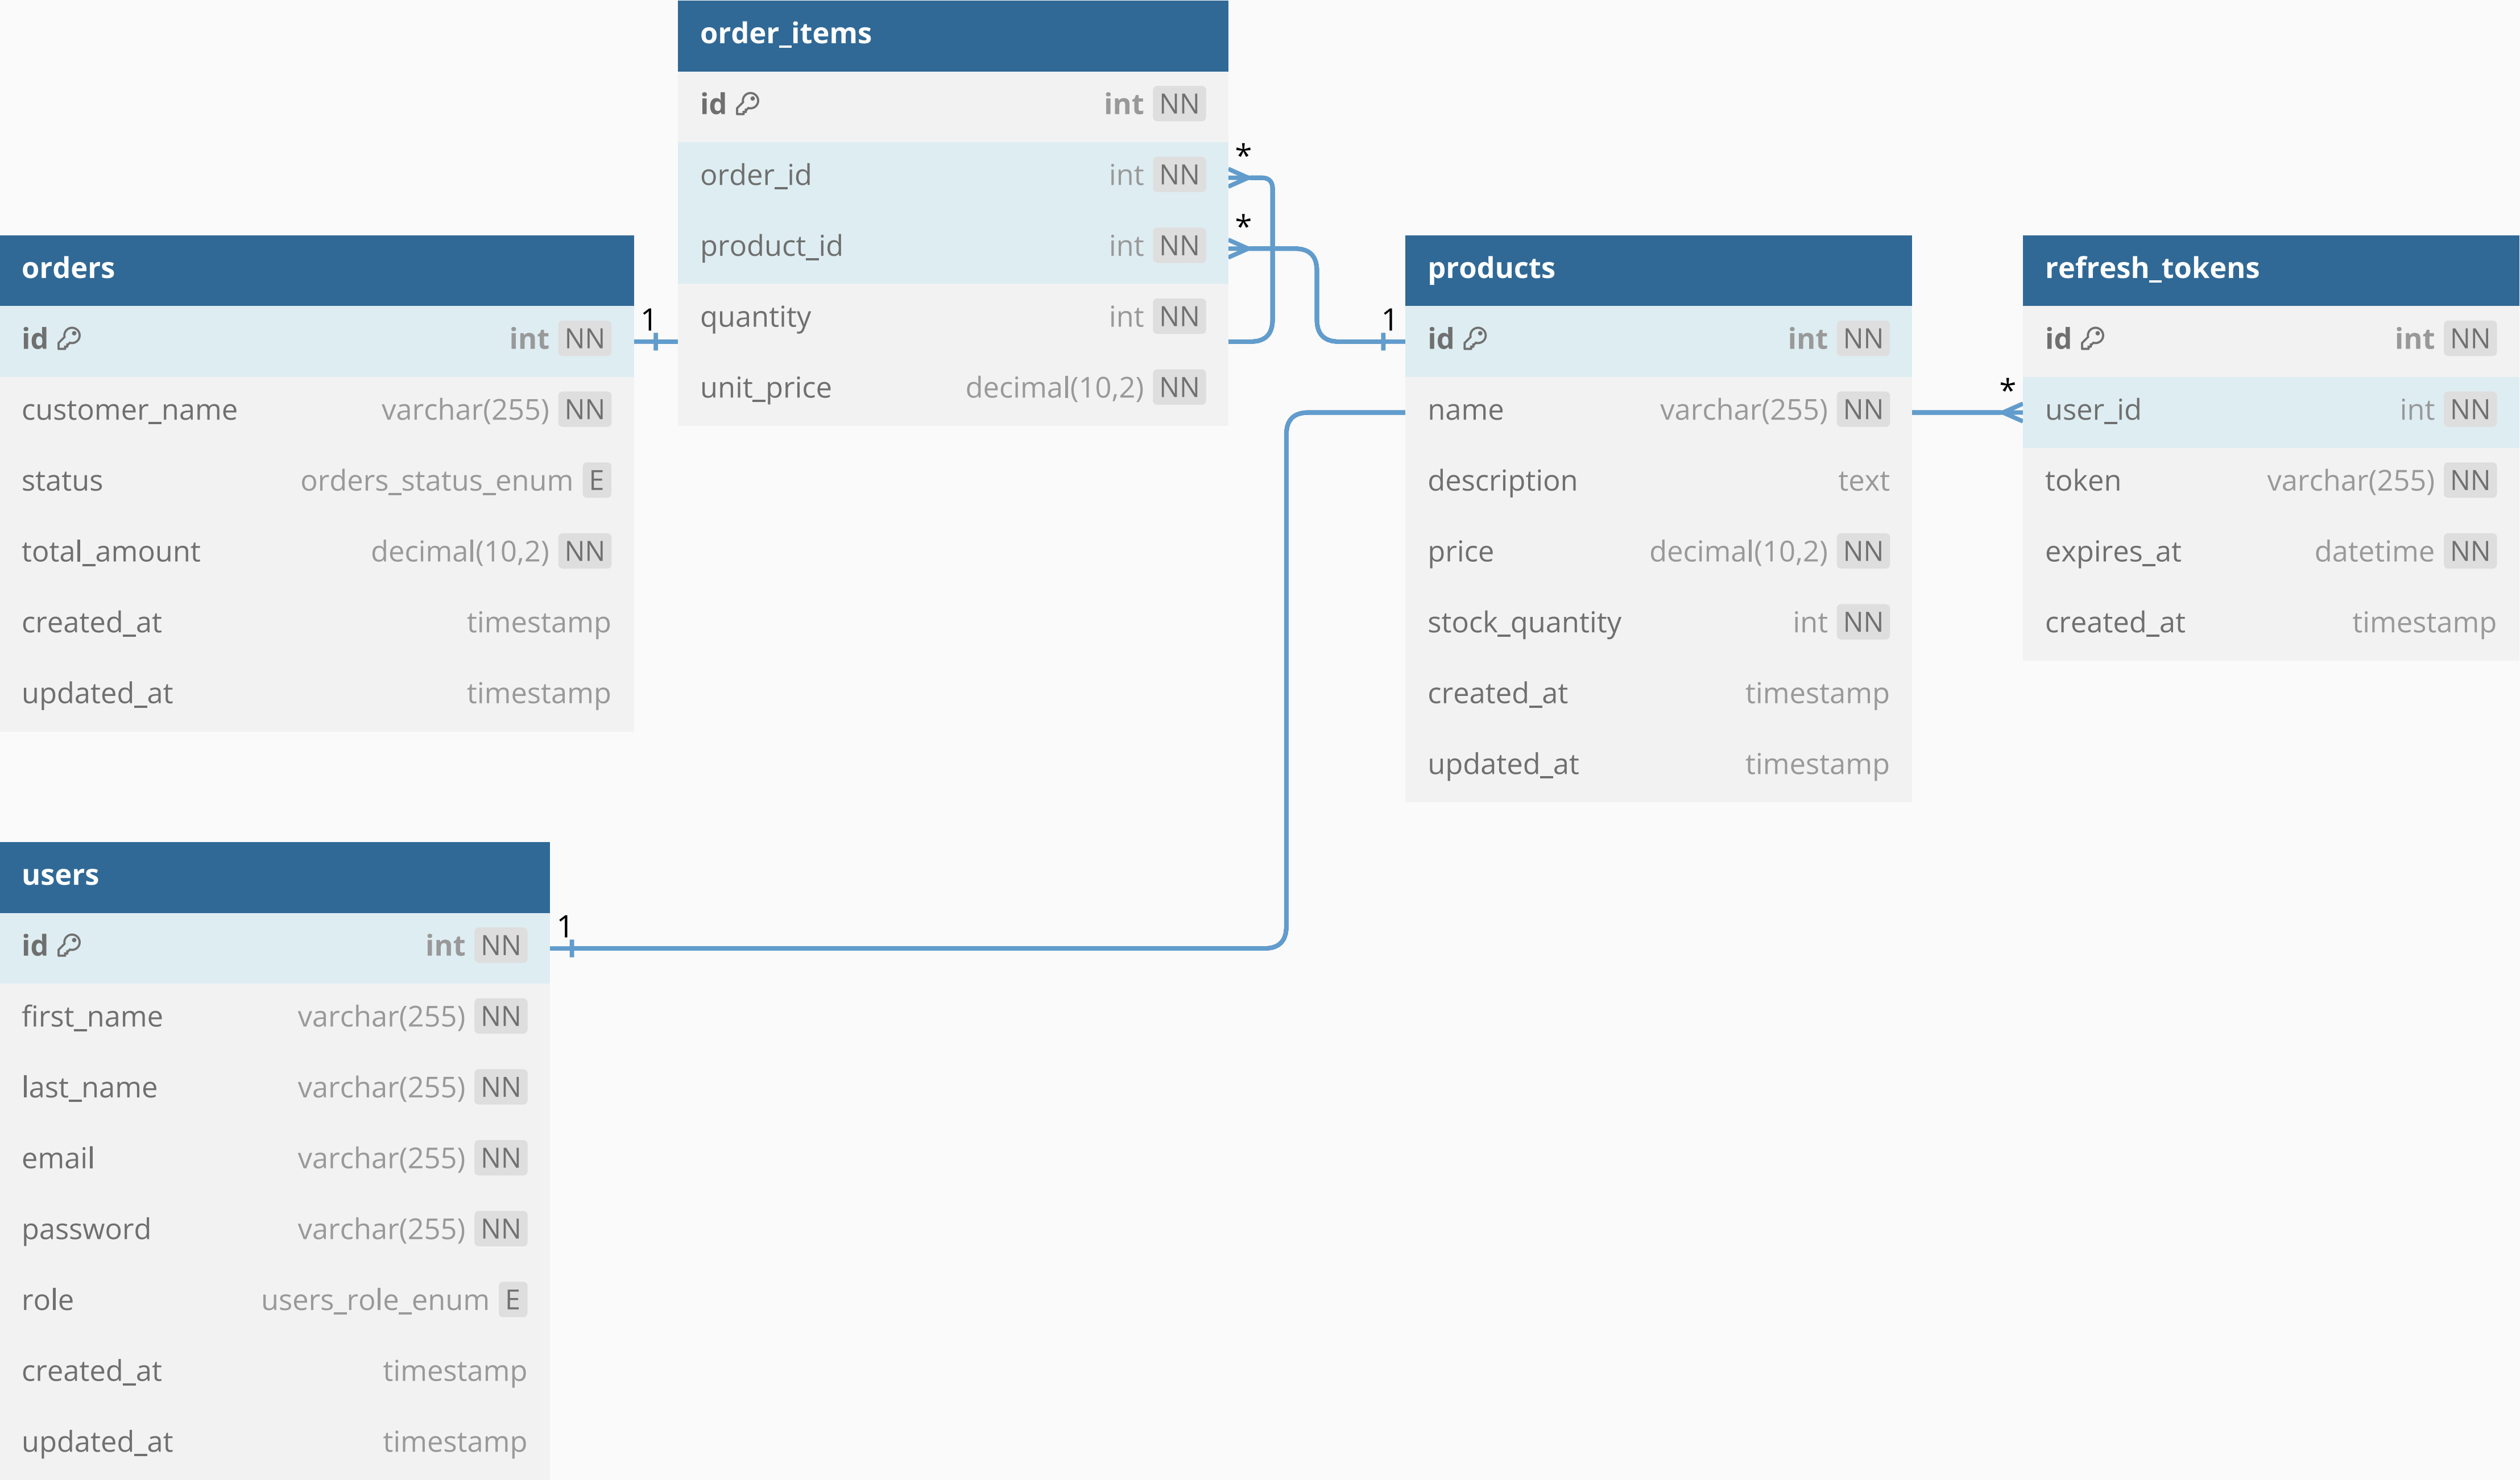 order_items
id int NN
order_id int NN *
product_id int NN *
quantity int NN
unit_price decimal(10,2) NN
orders
id int NN 1
customer_name varchar(255) NN
status orders_status_enum E
total_amount decimal(10,2) NN
created_at timestamp
updated_at timestamp
products
1 id int NN
name varchar(255) NN
description text
price decimal(10,2) NN
stock_quantity int NN
created_at timestamp
updated_at timestamp
refresh_tokens
id int NN
* user_id int NN
token varchar(255) NN
expires_at datetime NN
created_at timestamp
users
id int NN 1
first_name varchar(255) NN
last_name varchar(255) NN
email varchar(255) NN
password varchar(255) NN
role users_role_enum E
created_at timestamp
updated_at timestamp